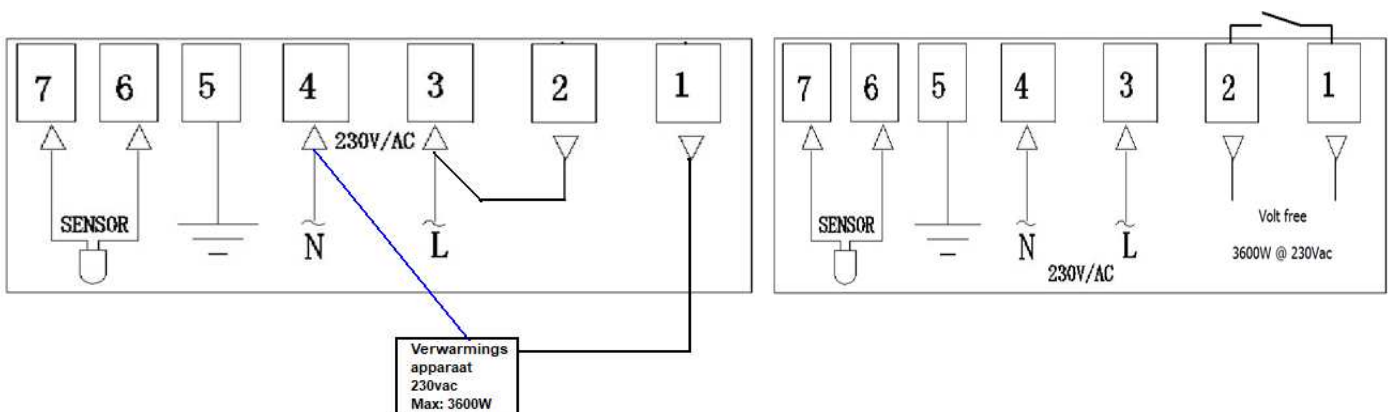 7 6 5 4 3 2 1
230V/AC
SENSOR
N L
Verwarmings
apparaat
230vac
Max: 3600W
7 6 5 4 3 2 1
SENSOR
N L
230V/AC
Volt free
3600W @ 230Vac